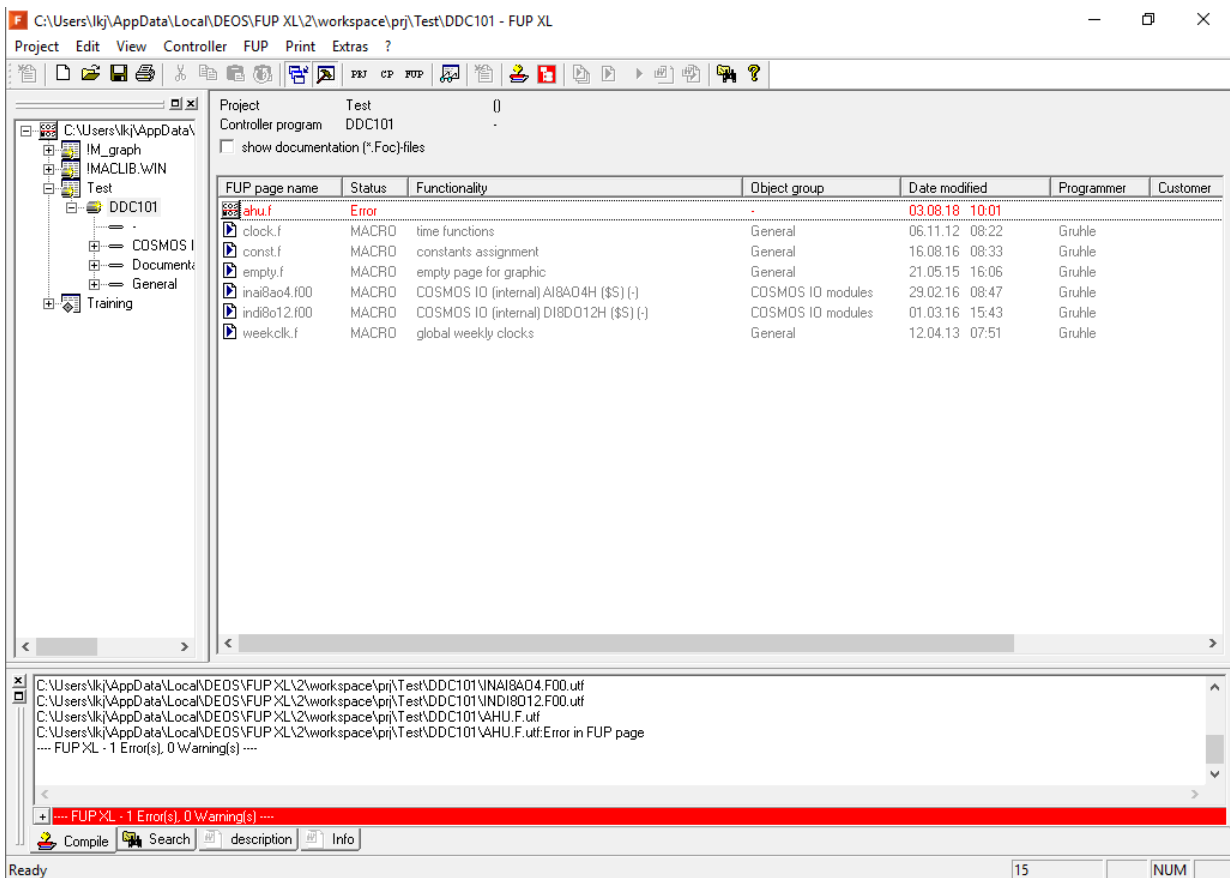 C:\Users\lkj\AppData\Local\DEOS\FUP XL\2\workspace\prj\Test\DDC101 - FUP XL
Project Edit View Controller FUP Print Extras ?
PRJ CP FUP
C:\Users\lkj\AppData\
!M_graph
!MACLIB.WIN
Test
DDC101
-
COSMOS I
Documenta
General
Training
Project Test ()
Controller program DDC101 -
show documentation (*.Foc)-files
FUP page name Status Functionality Object group Date modified Programmer Customer
ahu.f Error - 03.08.18 10:01
clock.f MACRO time functions General 06.11.12 08:22 Gruhle
const.f MACRO constants assignment General 16.08.16 08:33 Gruhle
empty.f MACRO empty page for graphic General 21.05.15 16:06 Gruhle
inai8ao4.f00 MACRO COSMOS IO (internal) AI8AO4H ($S) (-) COSMOS IO modules 29.02.16 08:47 Gruhle
indi8o12.f00 MACRO COSMOS IO (internal) DI8DO12H ($S) (-) COSMOS IO modules 01.03.16 15:43 Gruhle
weekclk.f MACRO global weekly clocks General 12.04.13 07:51 Gruhle
C:\Users\lkj\AppData\Local\DEOS\FUP XL\2\workspace\prj\Test\DDC101\INAI8AO4.F00.utf
C:\Users\lkj\AppData\Local\DEOS\FUP XL\2\workspace\prj\Test\DDC101\INDI8O12.F00.utf
C:\Users\lkj\AppData\Local\DEOS\FUP XL\2\workspace\prj\Test\DDC101\AHU.F.utf
C:\Users\lkj\AppData\Local\DEOS\FUP XL\2\workspace\prj\Test\DDC101\AHU.F.utf:Error in FUP page
---- FUP XL - 1 Error(s), 0 Warning(s) ----
---- FUP XL - 1 Error(s), 0 Warning(s) ----
Compile Search description Info
Ready 15 NUM